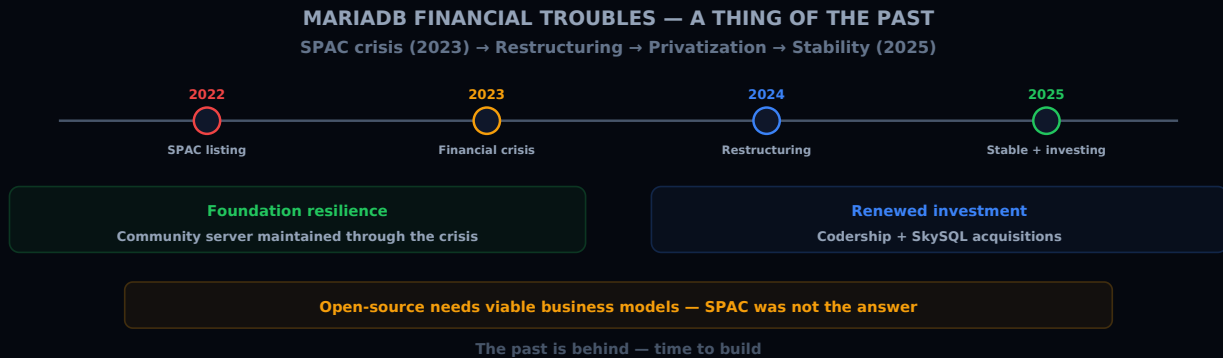 MARIADB FINANCIAL TROUBLES — A THING OF THE PAST
SPAC crisis (2023) → Restructuring → Privatization → Stability (2025)
2022
2023
2024
2025
SPAC listing
Financial crisis
Restructuring
Stable + investing
Foundation resilience
Community server maintained through the crisis
Renewed investment
Codership + SkySQL acquisitions
Open-source needs viable business models — SPAC was not the answer
The past is behind — time to build